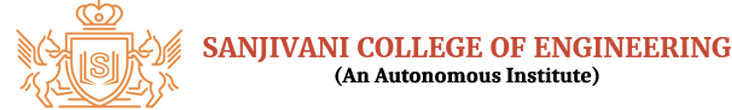 SANJIVANI COLLEGE OF ENGINEERING
(An Autonomous Institute)